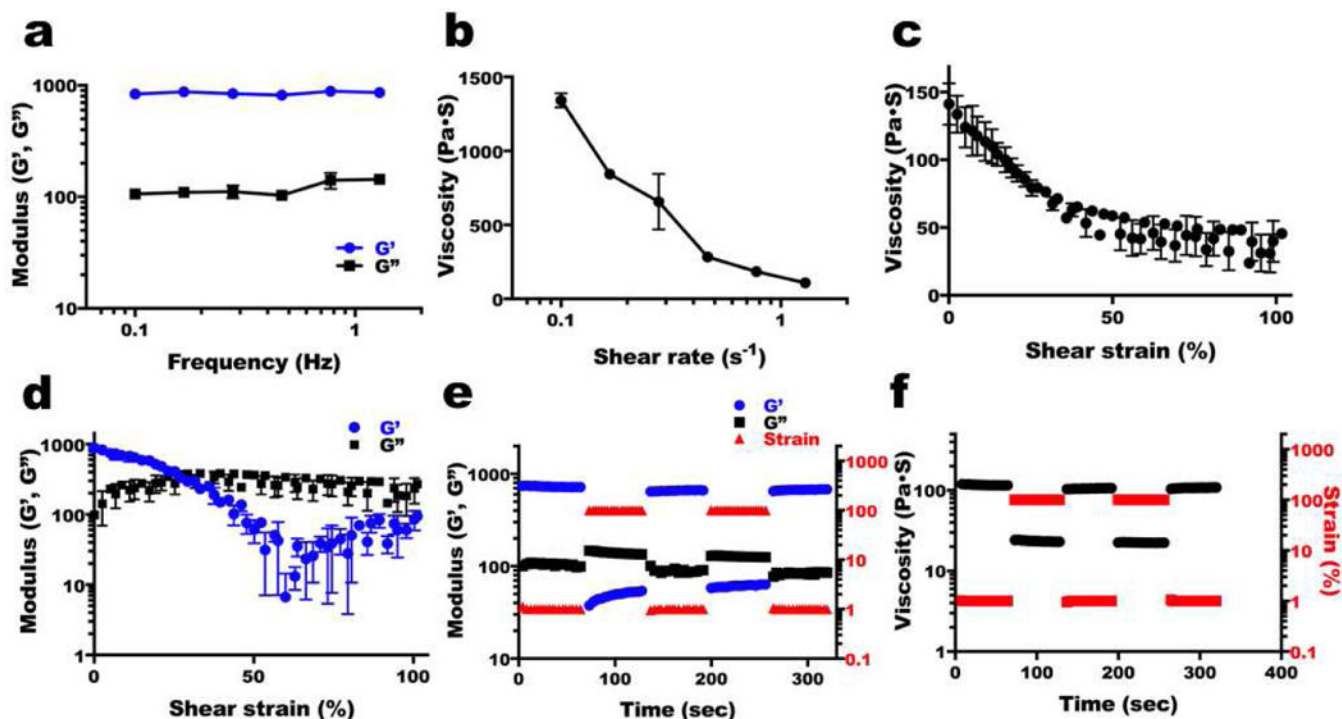 a
Modulus (G', G")
1000
100
10
0.1
1
Frequency (Hz)
G'
G"
b
Viscosity (Pa•S)
1500
1000
500
0
0.1
1
Shear rate (s⁻¹)
c
Viscosity (Pa•S)
150
100
50
0
0
50
100
Shear strain (%)
d
Modulus (G', G")
1000
100
10
1
0
50
100
Shear strain (%)
G'
G"
e
G'
G"
Strain
Modulus (G', G")
1000
100
10
0
100
200
300
Time (sec)
1000
100
10
1
0.1
f
Viscosity (Pa•S)
100
10
1
0
100
200
300
400
Time (sec)
1000
100
10
1
0.1
Strain (%)